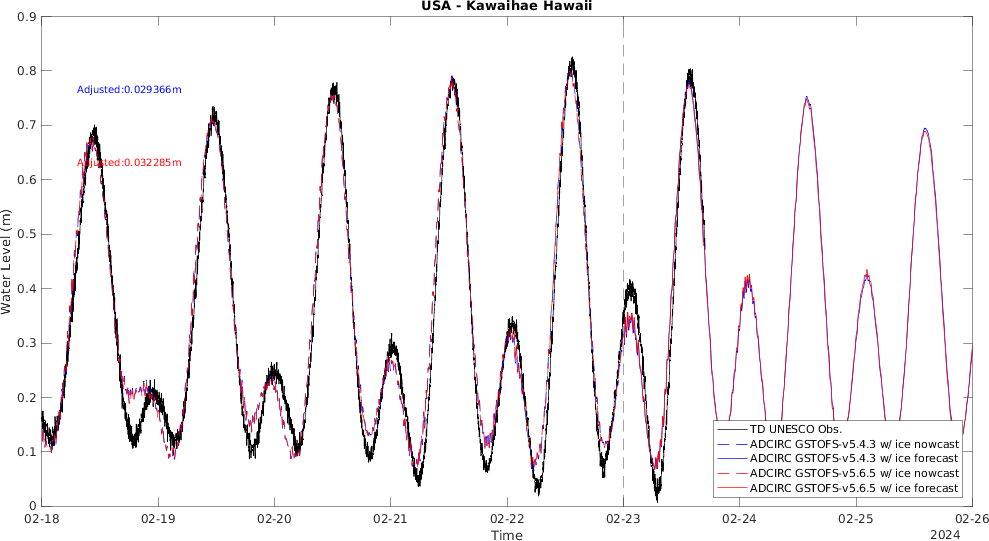 USA - Kawaihae Hawaii
0.9
0.8
0.7
0.6
0.5
0.4
0.3
0.2
0.1
0
Water Level (m)
Adjusted:0.029366m
Adjusted:0.032285m
TD UNESCO Obs.
ADCIRC GSTOFS-v5.4.3 w/ ice nowcast
ADCIRC GSTOFS-v5.4.3 w/ ice forecast
ADCIRC GSTOFS-v5.6.5 w/ ice nowcast
ADCIRC GSTOFS-v5.6.5 w/ ice forecast
02-18 02-19 02-20 02-21 02-22 02-23 02-24 02-25 02-26
Time
2024